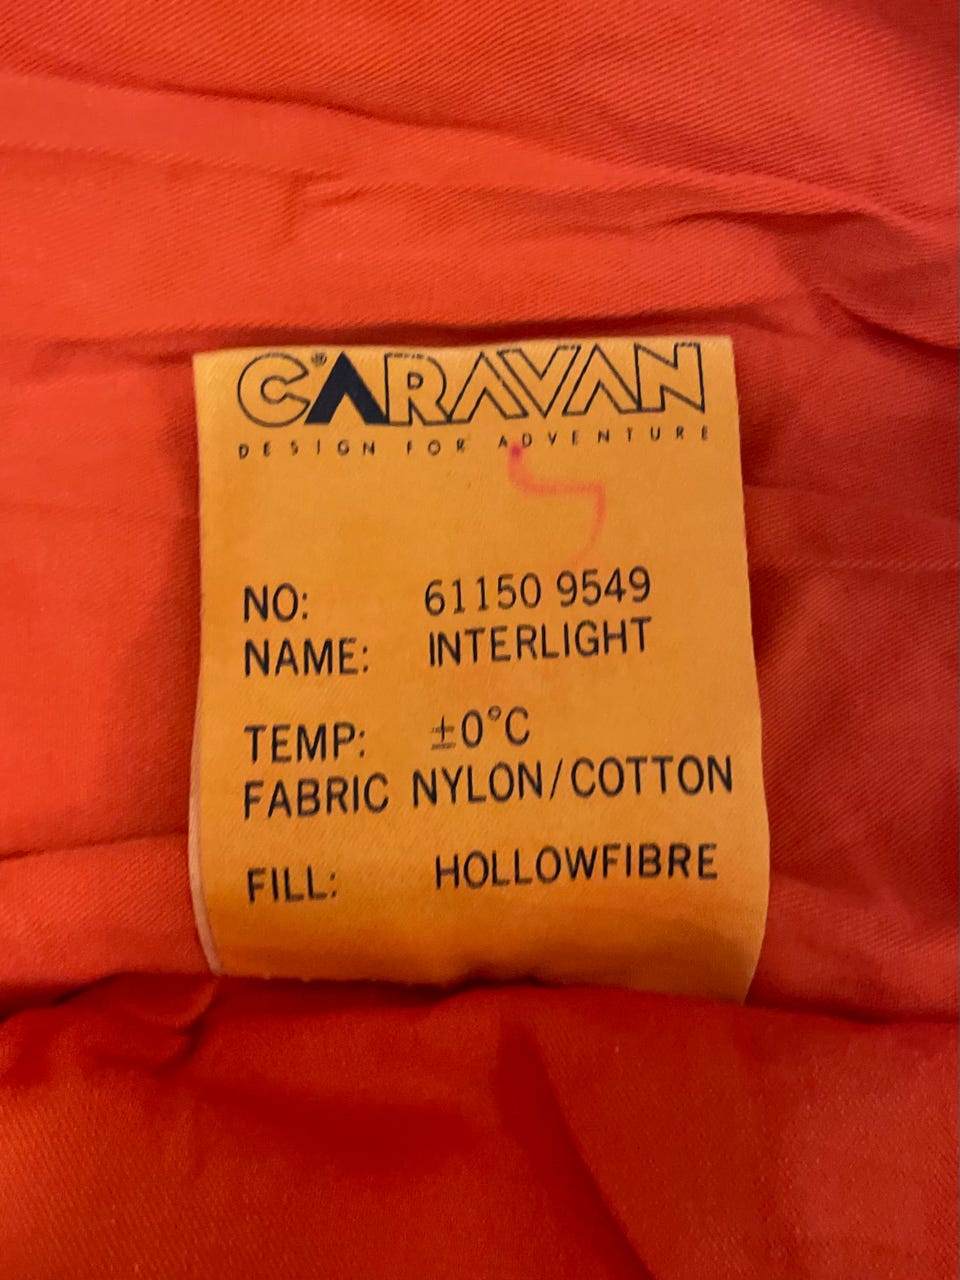 CARAVAN®
DESIGN FOR ADVENTURE
NO: 61150 9549
NAME: INTERLIGHT
TEMP: ±0°C
FABRIC NYLON/COTTON
FILL: HOLLOWFIBRE